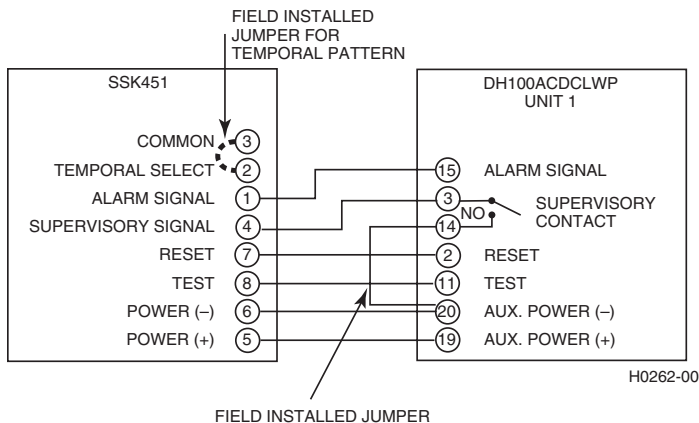 FIELD INSTALLED
JUMPER FOR
TEMPORAL PATTERN
SSK451
COMMON 3
TEMPORAL SELECT 2
ALARM SIGNAL 1
SUPERVISORY SIGNAL 4
RESET 7
TEST 8
POWER (–) 6
POWER (+) 5
DH100ACDCLWP
UNIT 1
15 ALARM SIGNAL
3
NO
14
SUPERVISORY
CONTACT
2 RESET
11 TEST
20 AUX. POWER (–)
19 AUX. POWER (+)
H0262-00
FIELD INSTALLED JUMPER